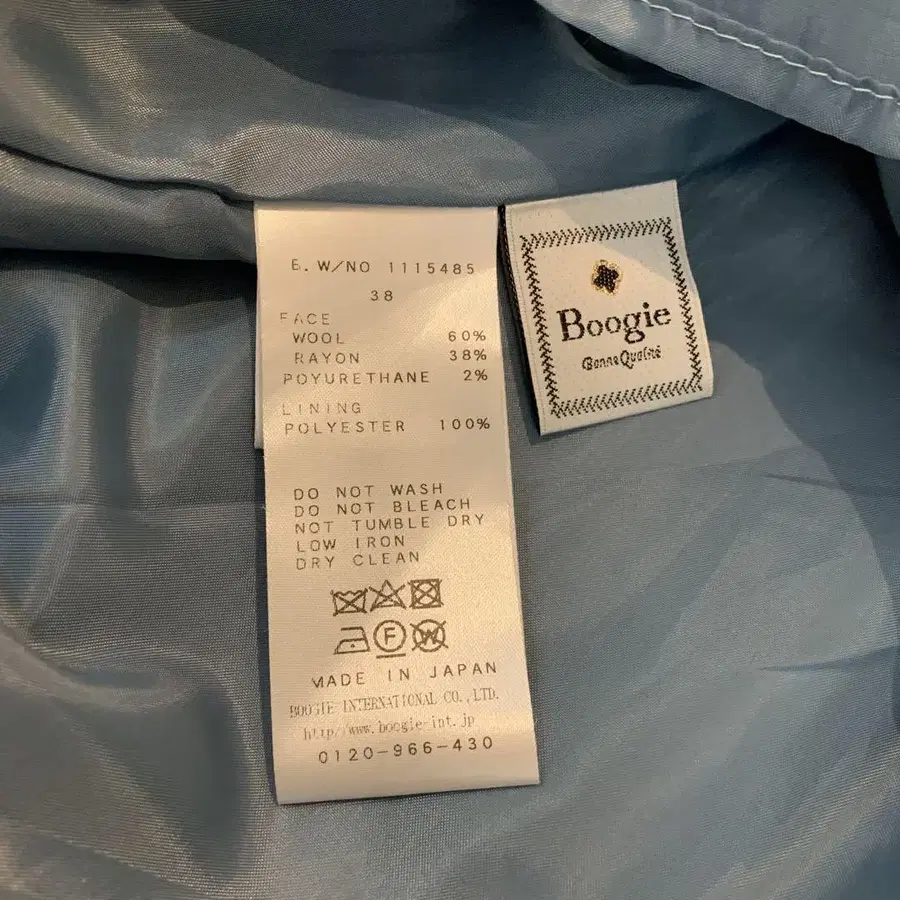 E. W/NO 1115485
38
FACE
WOOL 60%
RAYON 38%
POYURETHANE 2%
LINING
POLYESTER 100%
DO NOT WASH
DO NOT BLEACH
NOT TUMBLE DRY
LOW IRON
DRY CLEAN
F W
MADE IN JAPAN
BOOGIE INTERNATIONAL CO., LTD.
http://www.boogie-int.jp
0120-966-430
Boogie
BonneQualité